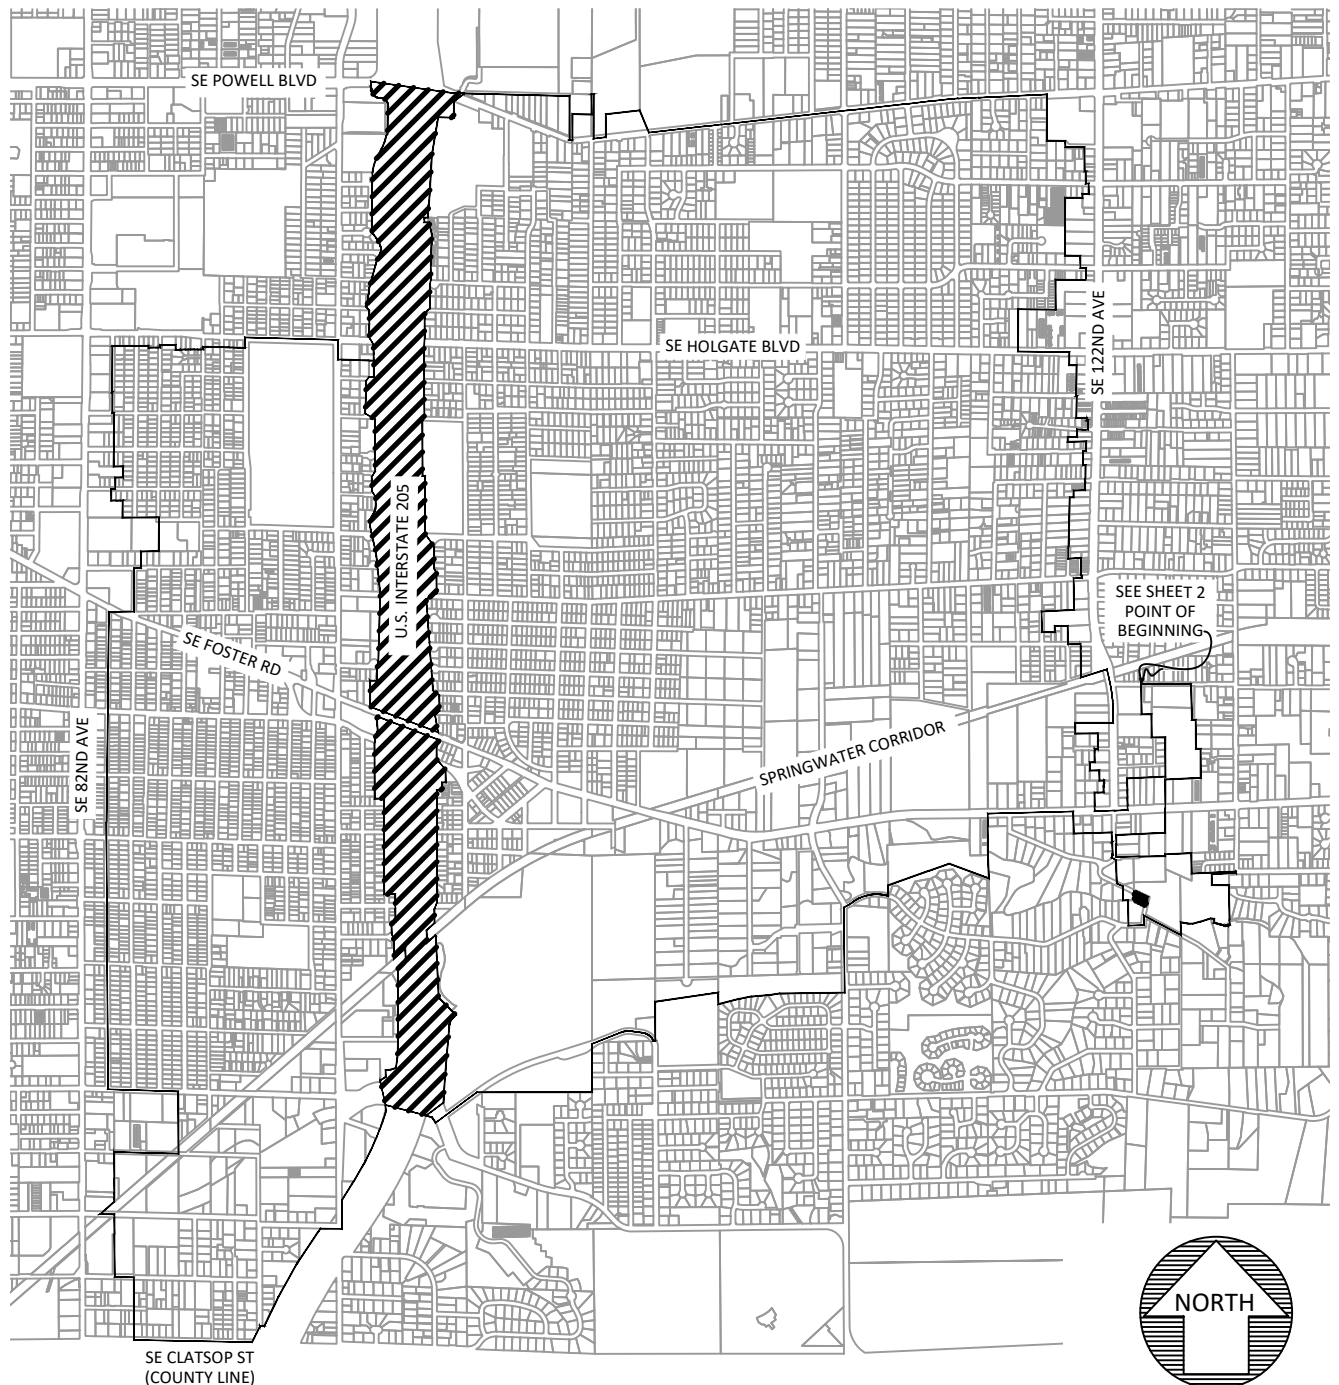 SE POWELL BLVD
SE HOLGATE BLVD
SE 122ND AVE
U.S. INTERSTATE 205
SEE SHEET 2
POINT OF
BEGINNING
SE FOSTER RD
SE 82ND AVE
SPRINGWATER CORRIDOR
NORTH
SE CLATSOP ST
(COUNTY LINE)